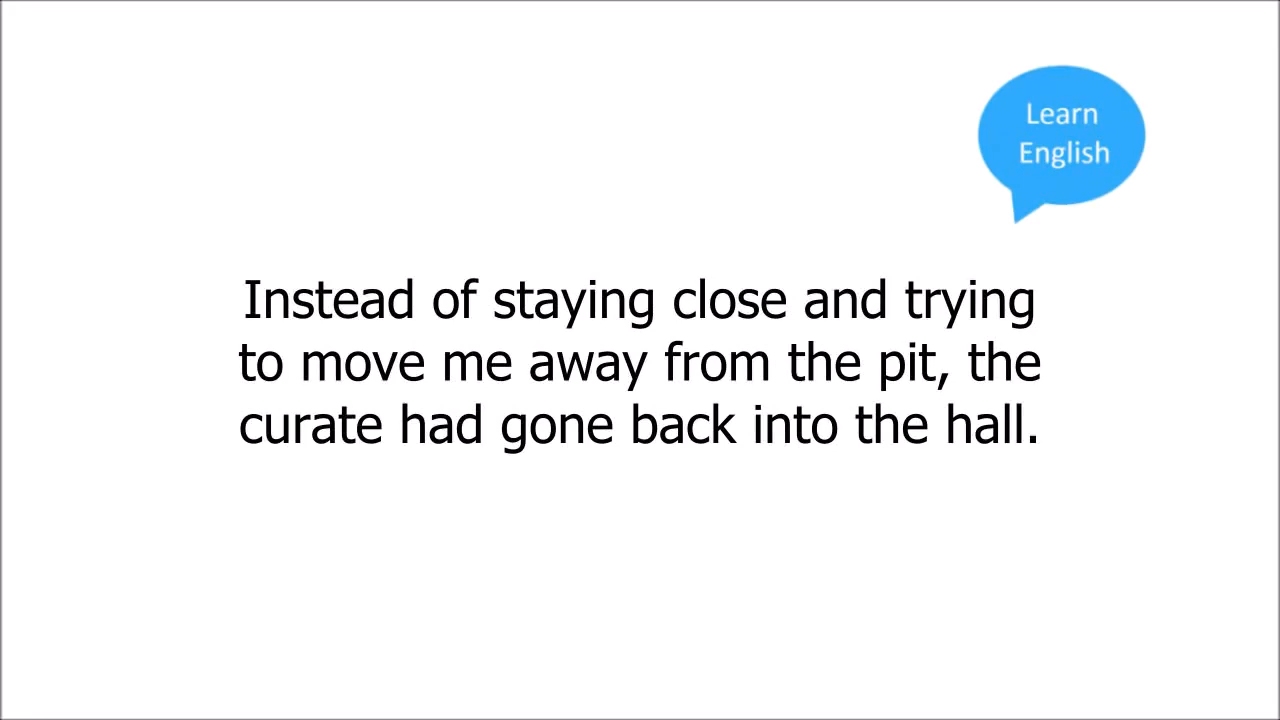 Learn
English
Instead of staying close and trying
to move me away from the pit, the
curate had gone back into the hall.